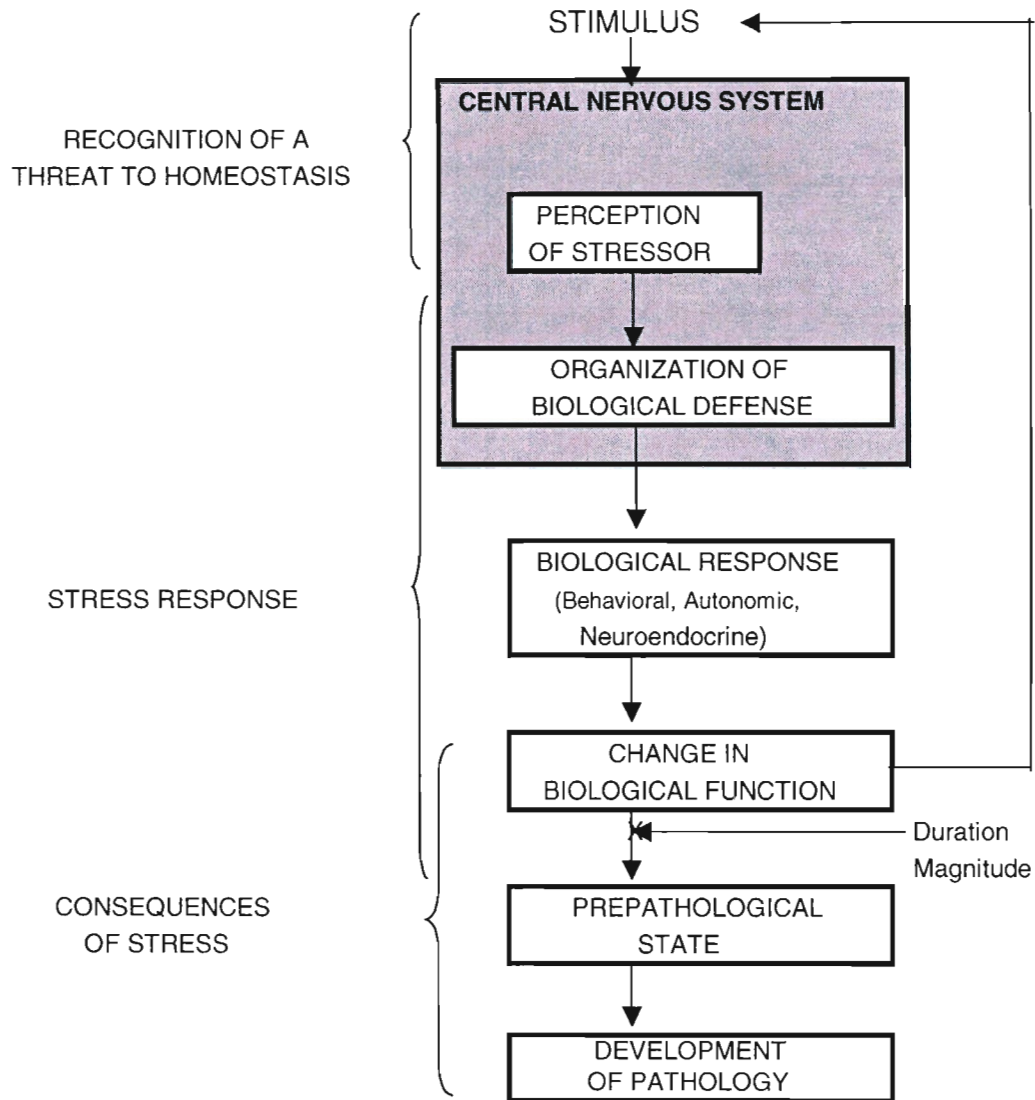 STIMULUS
CENTRAL NERVOUS SYSTEM
RECOGNITION OF A
THREAT TO HOMEOSTASIS
PERCEPTION
OF STRESSOR
ORGANIZATION OF
BIOLOGICAL DEFENSE
STRESS RESPONSE
BIOLOGICAL RESPONSE
(Behavioral, Autonomic,
Neuroendocrine)
CHANGE IN
BIOLOGICAL FUNCTION
Duration
Magnitude
CONSEQUENCES
OF STRESS
PREPATHOLOGICAL
STATE
DEVELOPMENT
OF PATHOLOGY